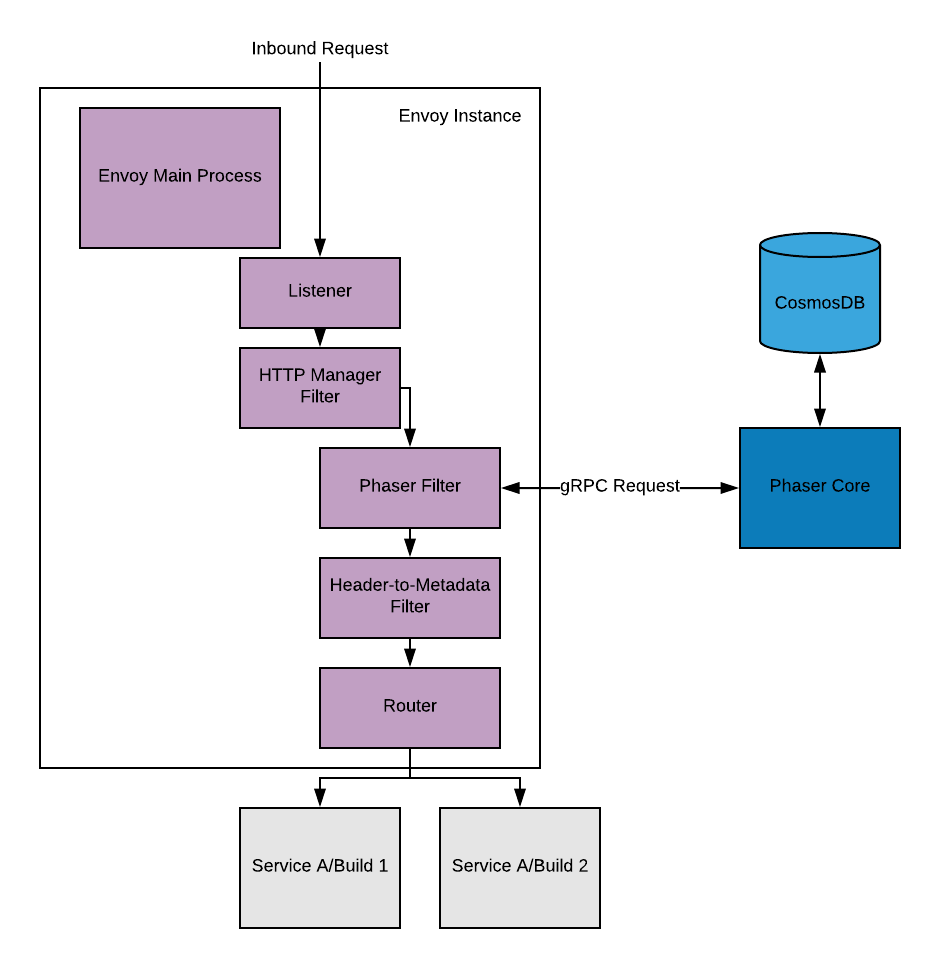 Inbound Request
Envoy Instance
Envoy Main Process
Listener
CosmosDB
HTTP Manager
Filter
Phaser Filter
gRPC Request
Phaser Core
Header-to-Metadata
Filter
Router
Service A/Build 1
Service A/Build 2